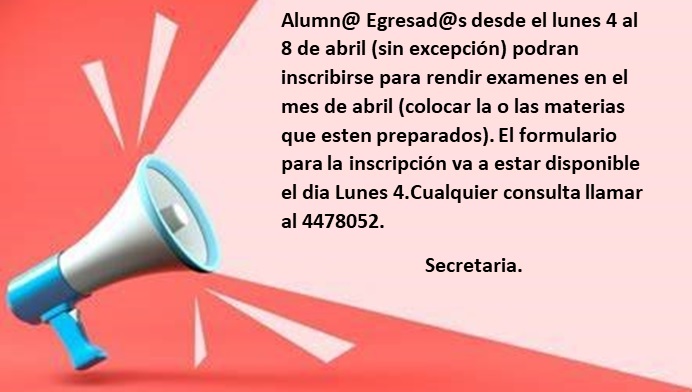 Alumn@ Egresad@s desde el lunes 4 al
8 de abril (sin excepción) podran
inscribirse para rendir examenes en el
mes de abril (colocar la o las materias
que esten preparados). El formulario
para la inscripción va a estar disponible
el dia Lunes 4.Cualquier consulta llamar
al 4478052.
Secretaria.